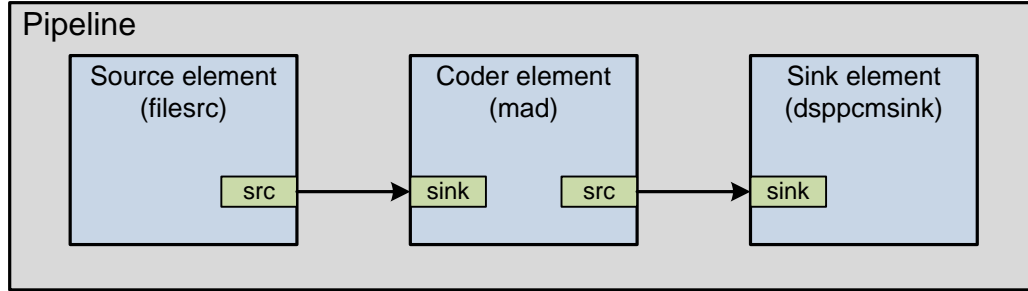 Pipeline
Source element
(filesrc)
src
Coder element
(mad)
sink
src
Sink element
(dsppcmsink)
sink